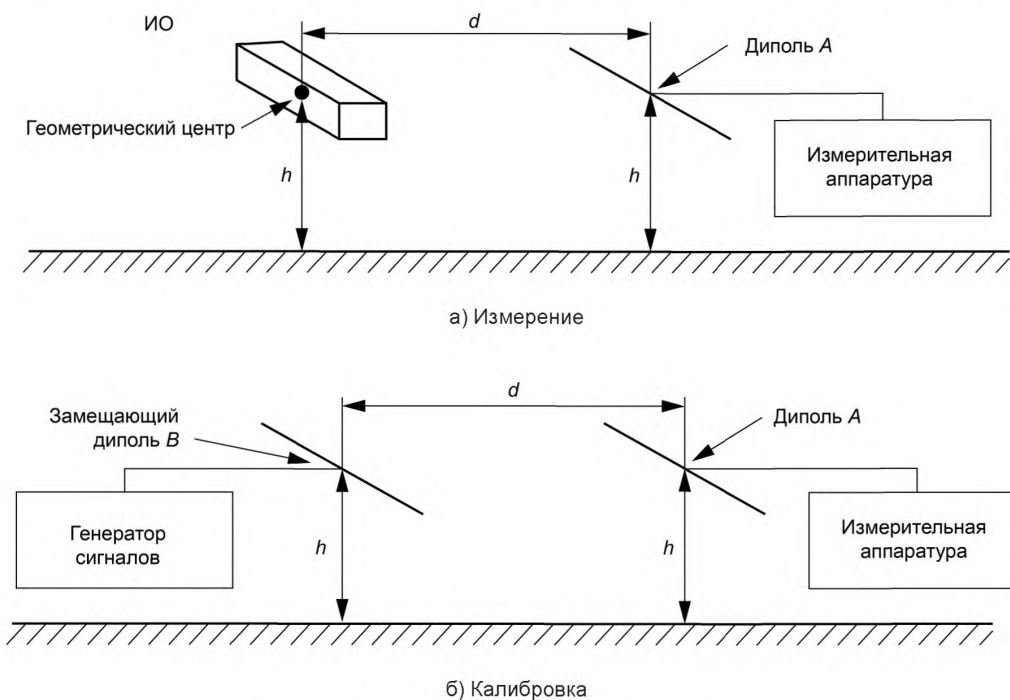 ИО
d
Диполь A
Геометрический центр
h
h
Измерительная
аппаратура
а) Измерение
d
Замещающий
диполь B
Диполь A
Генератор
сигналов
h
h
Измерительная
аппаратура
б) Калибровка